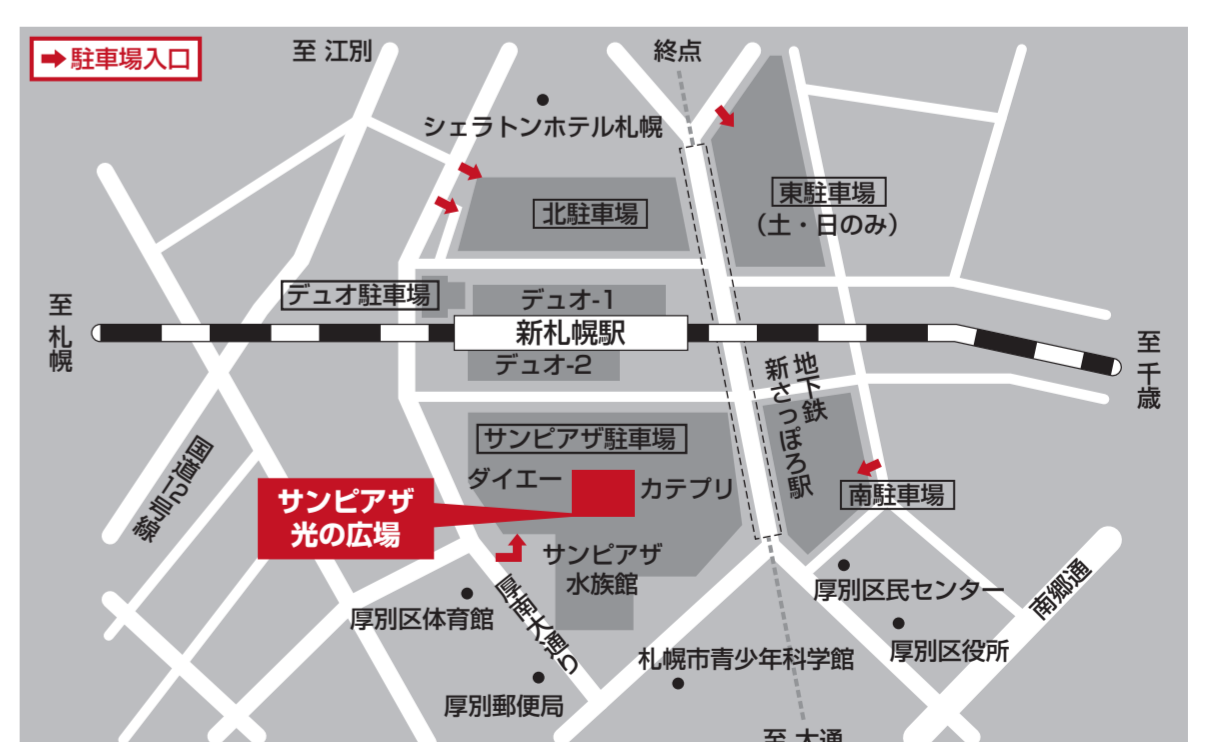 ➡駐車場入口
至 江別
終点
シェラトンホテル札幌
北駐車場
東駐車場
(土・日のみ)
デュオ駐車場
デュオ-1
至 札幌
新札幌駅
至 千歳
デュオ-2
地下鉄
新さっぽろ駅
国道12号線
サンピアザ駐車場
ダイエー
カテプリ
南駐車場
サンピアザ
光の広場
サンピアザ
水族館
厚別区民センター
南郷通
厚別区体育館
厚南大通り
厚別区役所
札幌市青少年科学館
厚別郵便局
至 大通